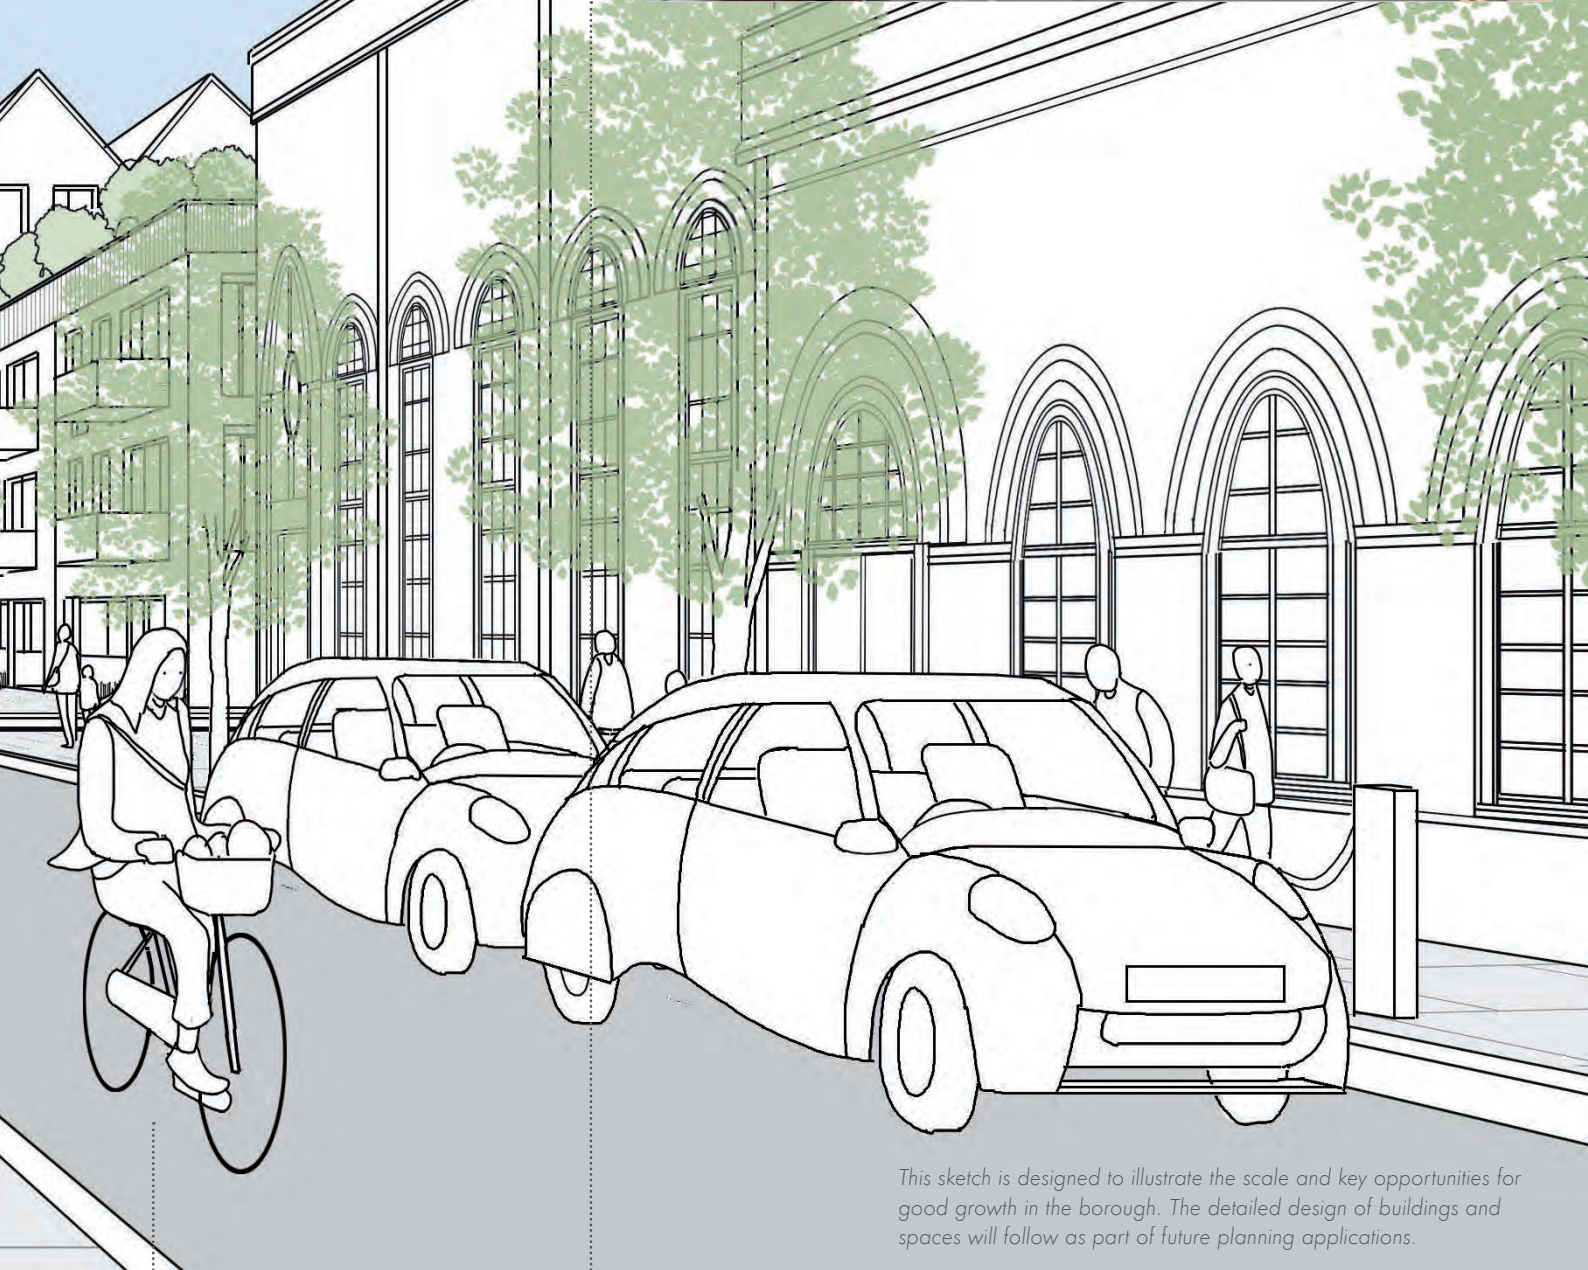 This sketch is designed to illustrate the scale and key opportunities for
good growth in the borough. The detailed design of buildings and
spaces will follow as part of future planning applications.